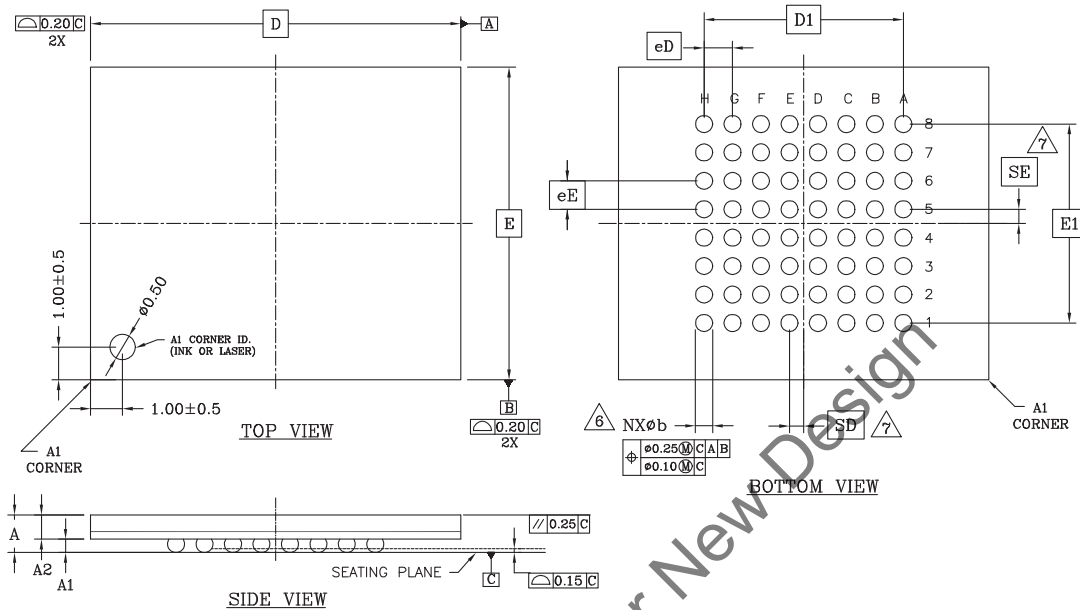 ⌓ 0.20 C
2X
D
A
E
1.00±0.5
ø0.50
A1 CORNER ID.
(INK OR LASER)
1.00±0.5
A1
CORNER
B
⌓ 0.20 C
2X
TOP VIEW
D1
eD
H G F E D C B A
8
7
6
5
4
3
2
1
eE
7
SE
E1
6 NXøb
⌖ ø0.25Ⓜ C A B
ø0.10Ⓜ C
SD 7
A1
CORNER
BOTTOM VIEW
A
A2
A1
// 0.25 C
SEATING PLANE
C
⌓ 0.15 C
SIDE VIEW
r New Design